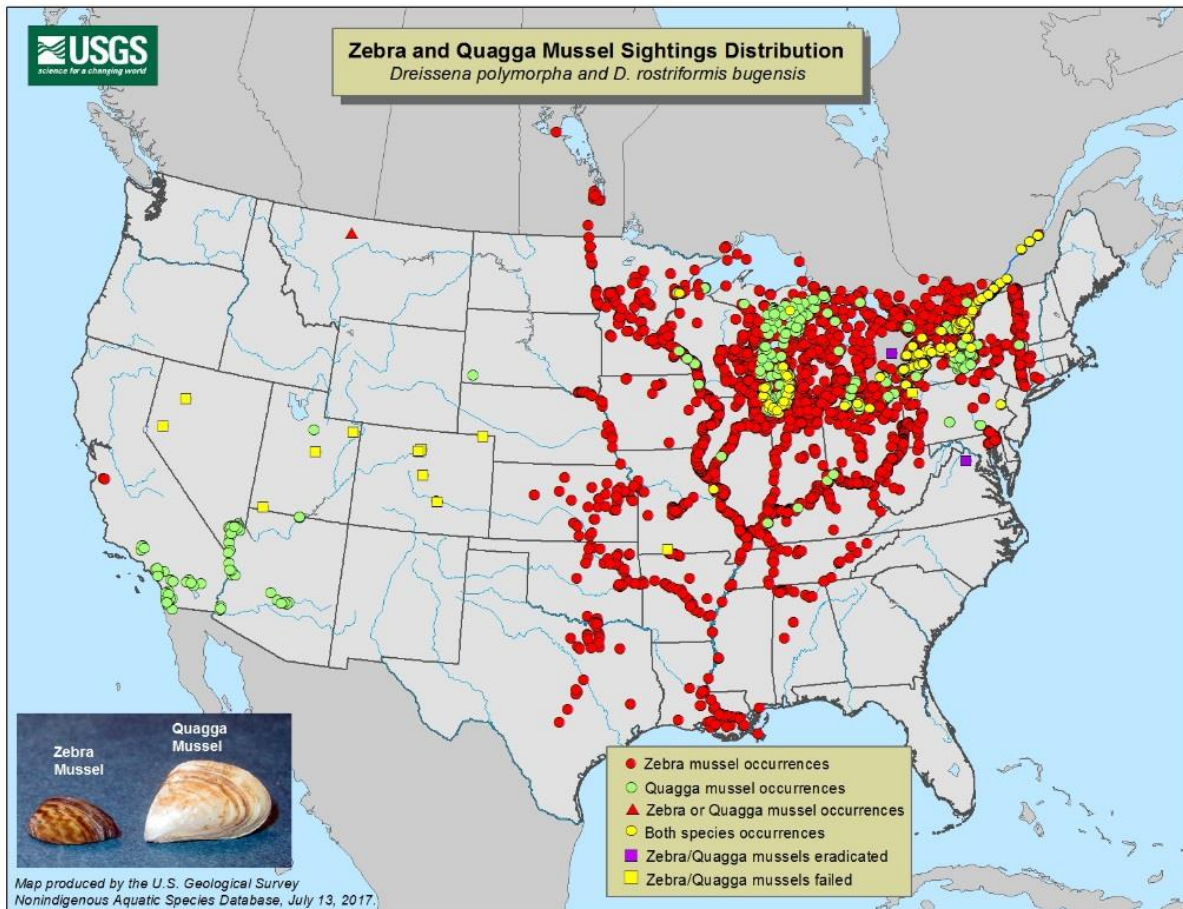 USGS
science for a changing world
Zebra and Quagga Mussel Sightings Distribution
Dreissena polymorpha and D. rostriformis bugensis
Zebra
Mussel
Quagga
Mussel
Zebra mussel occurrences
Quagga mussel occurrences
Zebra or Quagga mussel occurrences
Both species occurrences
Zebra/Quagga mussels eradicated
Zebra/Quagga mussels failed
Map produced by the U.S. Geological Survey
Nonindigenous Aquatic Species Database, July 13, 2017.